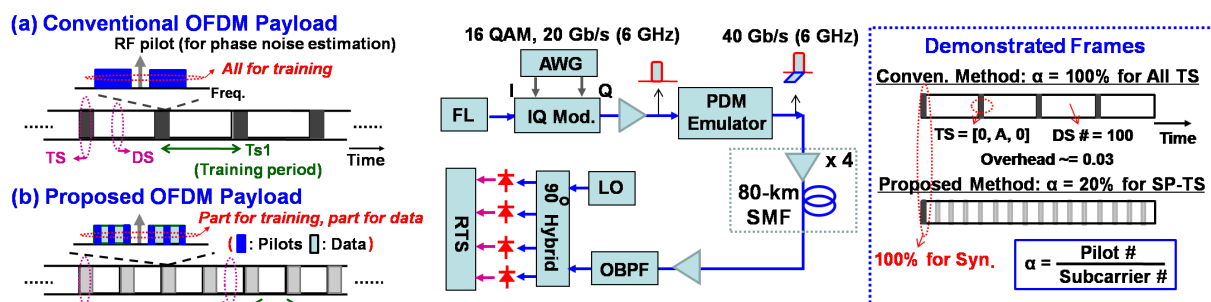 (a) Conventional OFDM Payload
RF pilot (for phase noise estimation)
All for training
Freq.
......
......
TS
DS
Ts1
(Training period)
Time
(b) Proposed OFDM Payload
Part for training, part for data
( : Pilots : Data )
......
......
16 QAM, 20 Gb/s (6 GHz)
40 Gb/s (6 GHz)
AWG
I
Q
FL
IQ Mod.
PDM
Emulator
x 4
80-km
SMF
LO
90 o Hybrid
RTS
OBPF
Demonstrated Frames
Conven. Method: α = 100% for All TS
TS = [0, A, 0]
DS # = 100
Time
Overhead ~= 0.03
Proposed Method: α = 20% for SP-TS
100% for Syn.
α = Pilot #
Subcarrier #